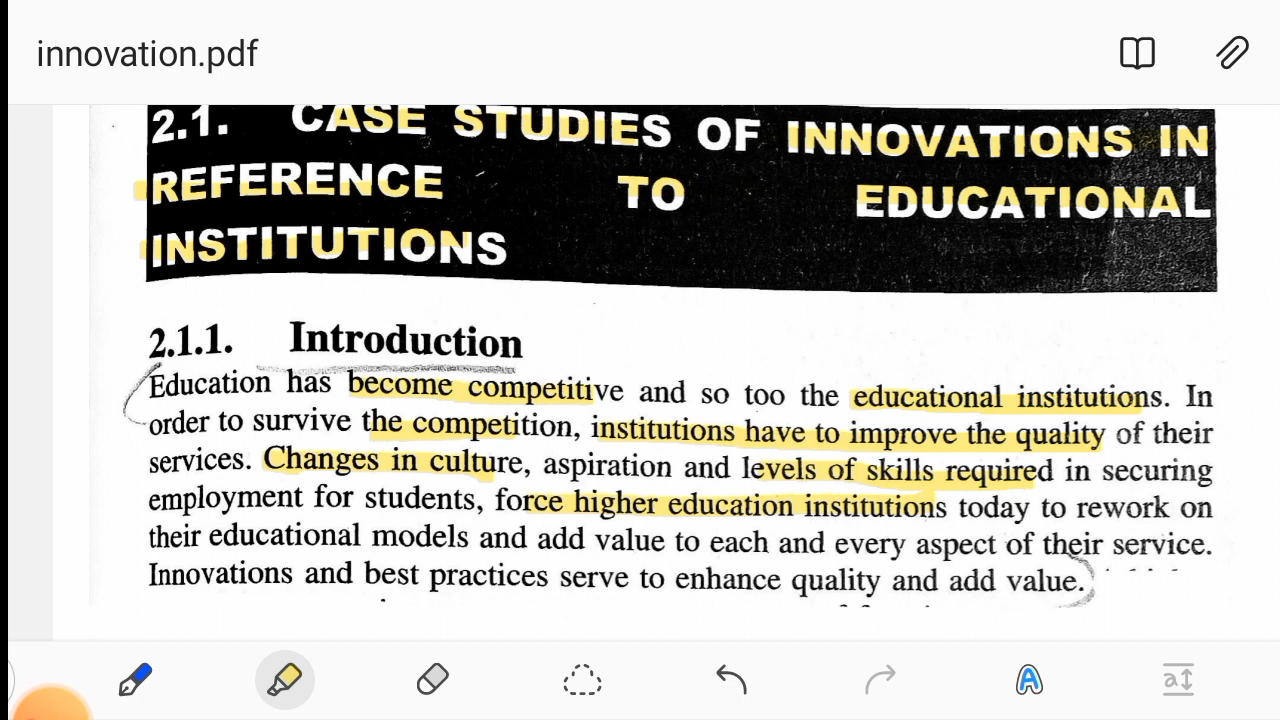 innovation.pdf
2.1. CASE STUDIES OF INNOVATIONS IN
REFERENCE TO EDUCATIONAL
INSTITUTIONS
2.1.1. Introduction
Education has become competitive and so too the educational institutions. In
order to survive the competition, institutions have to improve the quality of their
services. Changes in culture, aspiration and levels of skills required in securing
employment for students, force higher education institutions today to rework on
their educational models and add value to each and every aspect of their service.
Innovations and best practices serve to enhance quality and add value.
A
a